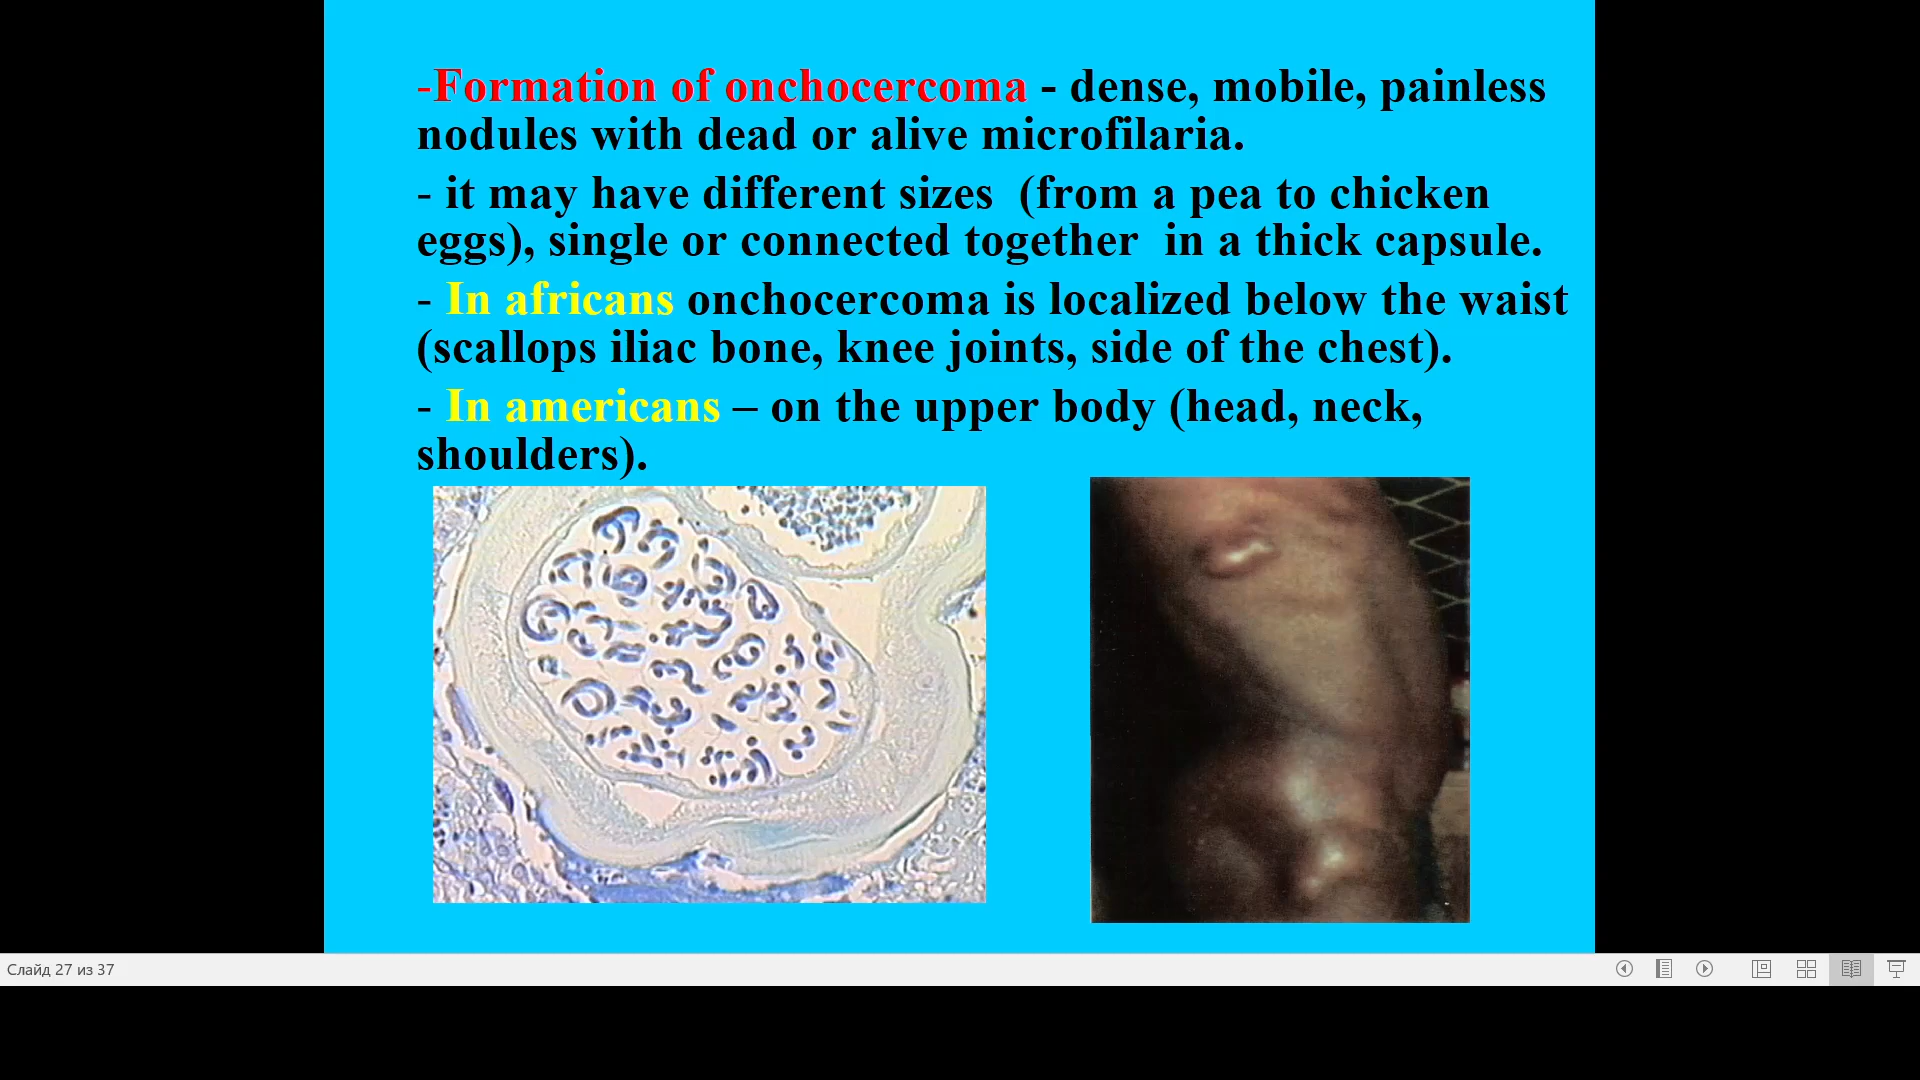 -Formation of onchocercoma - dense, mobile, painless
nodules with dead or alive microfilaria.
- it may have different sizes (from a pea to chicken
eggs), single or connected together in a thick capsule.
- In africans onchocercoma is localized below the waist
(scallops iliac bone, knee joints, side of the chest).
- In americans – on the upper body (head, neck,
shoulders).
Слайд 27 из 37